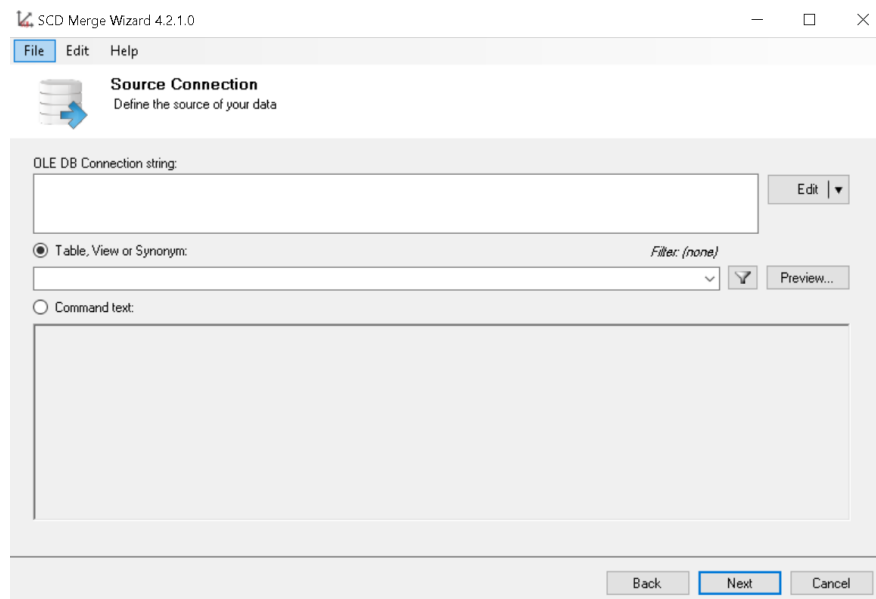 SCD Merge Wizard 4.2.1.0
File Edit Help
Source Connection
Define the source of your data
OLE DB Connection string:
Edit
Table, View or Synonym:
Filter: (none)
Preview...
Command text:
Back Next Cancel